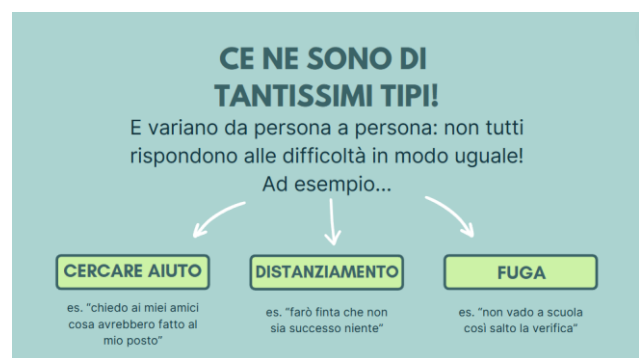 CE NE SONO DI
TANTISSIMI TIPI!
E variano da persona a persona: non tutti
rispondono alle difficoltà in modo uguale!
Ad esempio...
CERCARE AIUTO
es. "chiedo ai miei amici
cosa avrebbero fatto al
mio posto"
DISTANZIAMENTO
es. "farò finta che non
sia successo niente"
FUGA
es. "non vado a scuola
così salto la verifica"